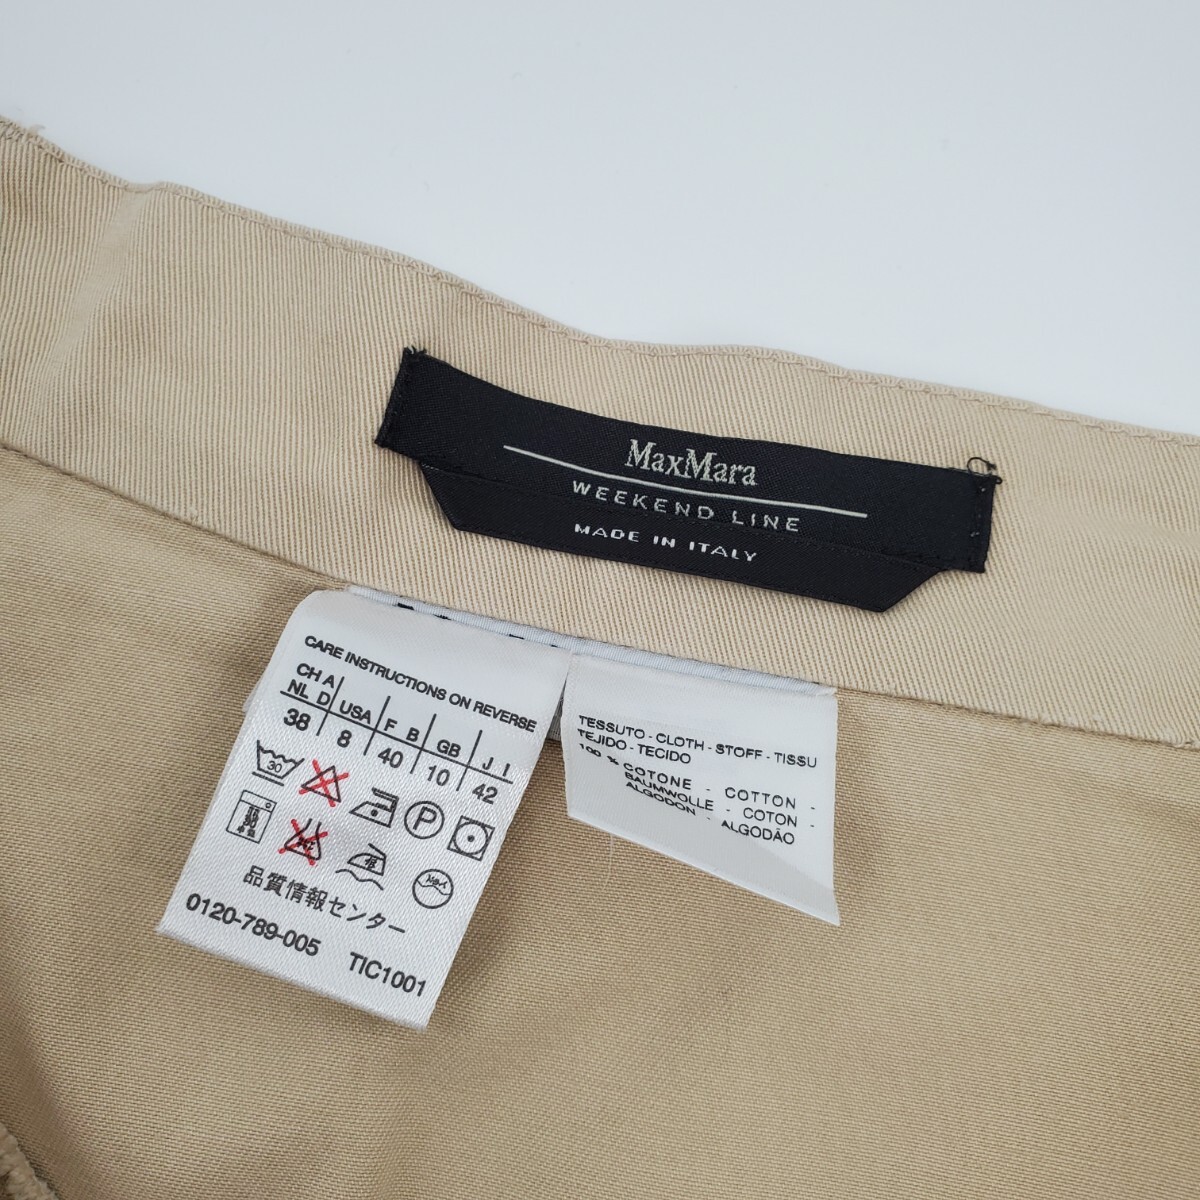 MaxMara
WEEKEND LINE
MADE IN ITALY
CARE INSTRUCTIONS ON REVERSE
CH A
NL D USA F B GB J I
38 8 40 10 42
30
P
品質情報センター
0120-789-005 TIC1001
TESSUTO - CLOTH - STOFF - TISSU
TEJIDO - TECIDO
100 % COTONE - COTTON -
BAUMWOLLE - COTON -
ALGODON - ALGODÃO